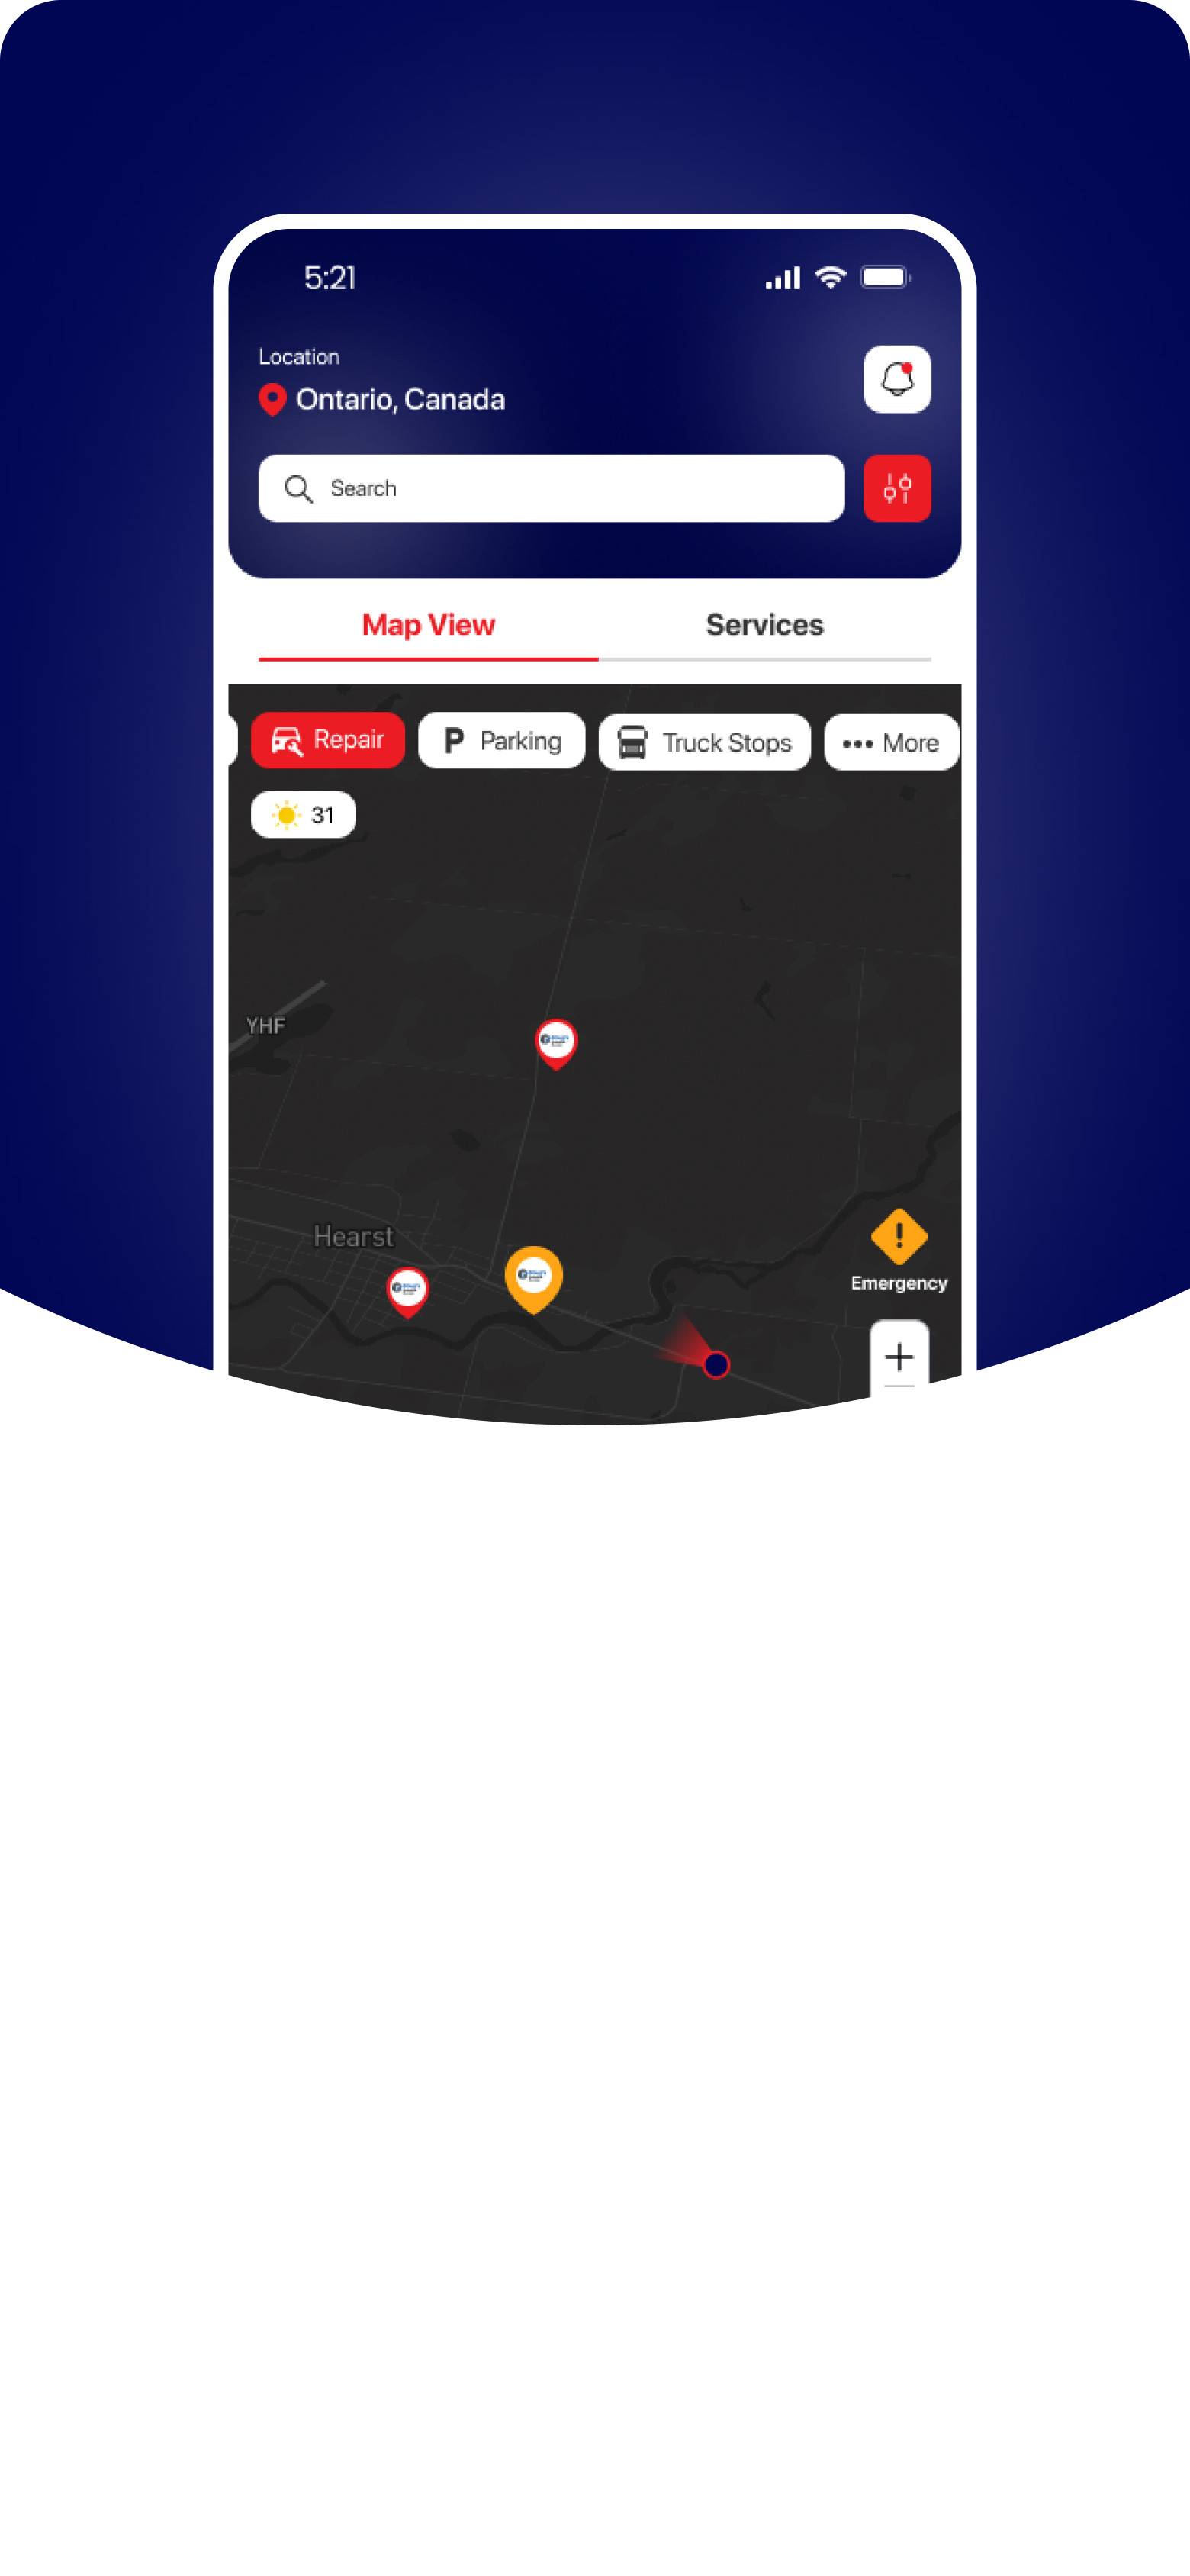 5:21
Location
Ontario, Canada
Search
Map View Services
Repair P Parking Truck Stops More
31
YHF
Hearst
Emergency